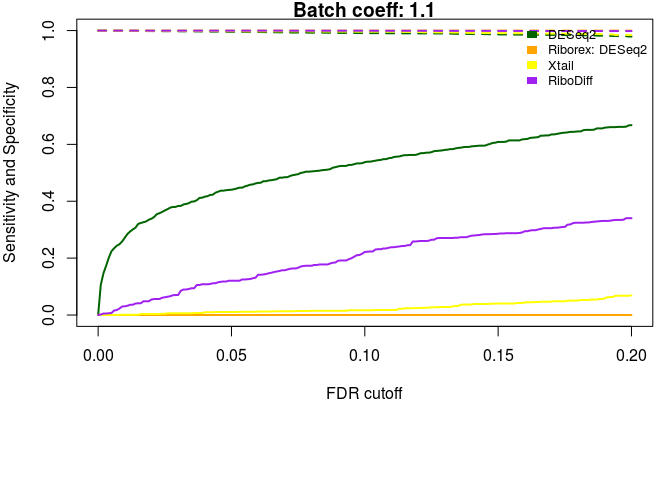 Batch coeff: 1.1
DESeq2
Riborex: DESeq2
Xtail
RiboDiff
Sensitivity and Specificity
1.0
0.8
0.6
0.4
0.2
0.0
0.00 0.05 0.10 0.15 0.20
FDR cutoff